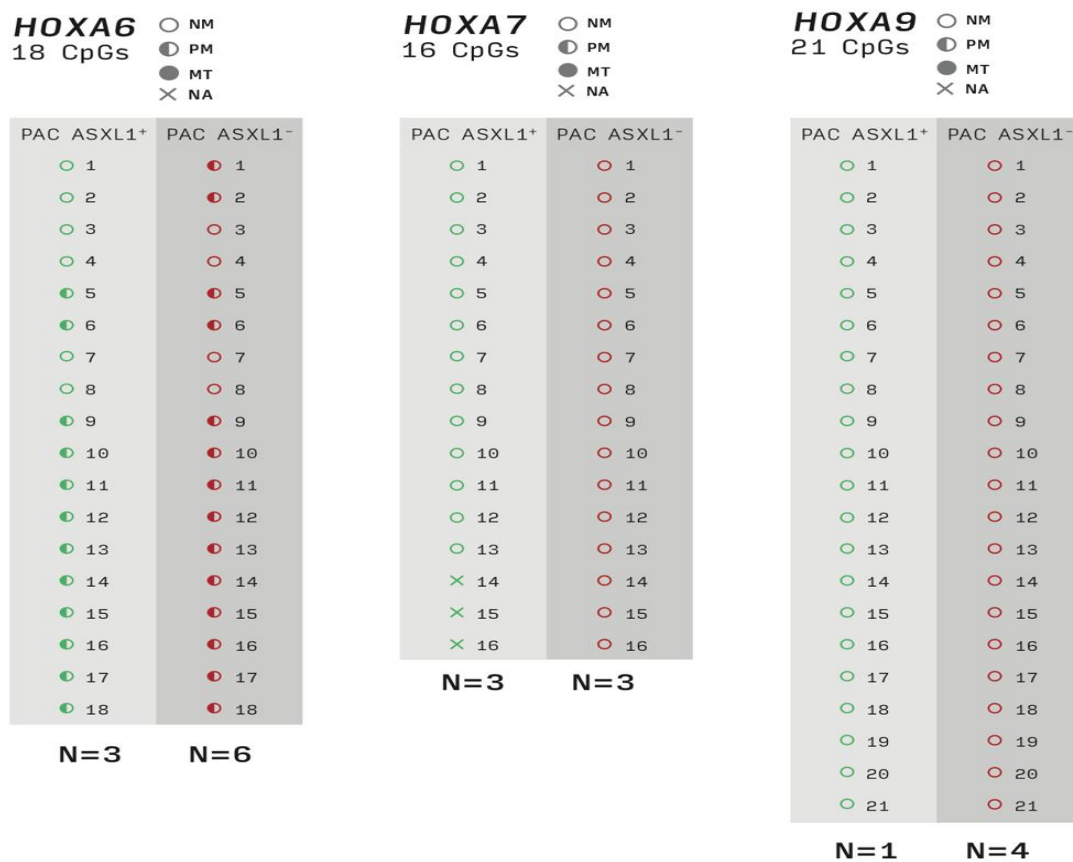 HOXA6
18 CpGs
NM
PM
MT
NA
PAC ASXL1+ PAC ASXL1-
1 1
2 2
3 3
4 4
5 5
6 6
7 7
8 8
9 9
10 10
11 11
12 12
13 13
14 14
15 15
16 16
17 17
18 18
N=3 N=6
HOXA7
16 CpGs
NM
PM
MT
NA
PAC ASXL1+ PAC ASXL1-
1 1
2 2
3 3
4 4
5 5
6 6
7 7
8 8
9 9
10 10
11 11
12 12
13 13
14 14
15 15
16 16
N=3 N=3
HOXA9
21 CpGs
NM
PM
MT
NA
PAC ASXL1+ PAC ASXL1-
1 1
2 2
3 3
4 4
5 5
6 6
7 7
8 8
9 9
10 10
11 11
12 12
13 13
14 14
15 15
16 16
17 17
18 18
19 19
20 20
21 21
N=1 N=4